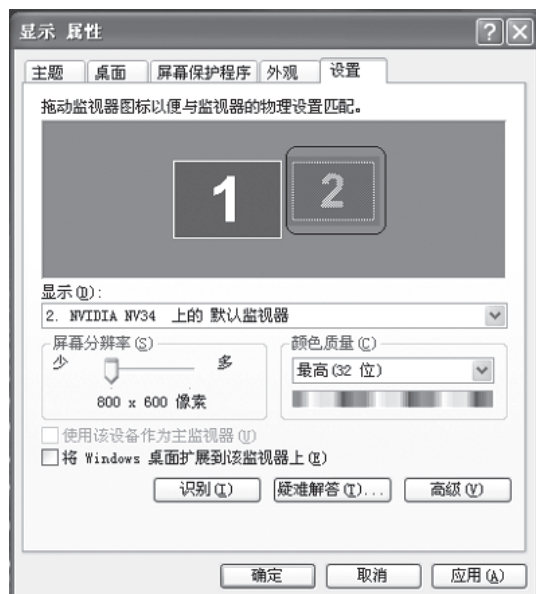 显示 属性
主题 桌面 屏幕保护程序 外观 设置
拖动监视器图标以便与监视器的物理设置匹配。
1 2
显示(D):
2. NVIDIA NV34 上的 默认监视器
屏幕分辨率(S) 颜色质量(C)
少 多 最高(32 位)
800 x 600 像素
使用该设备作为主监视器(U)
将 Windows 桌面扩展到该监视器上(E)
识别(I) 疑难解答(T)... 高级(V)
确定 取消 应用(A)